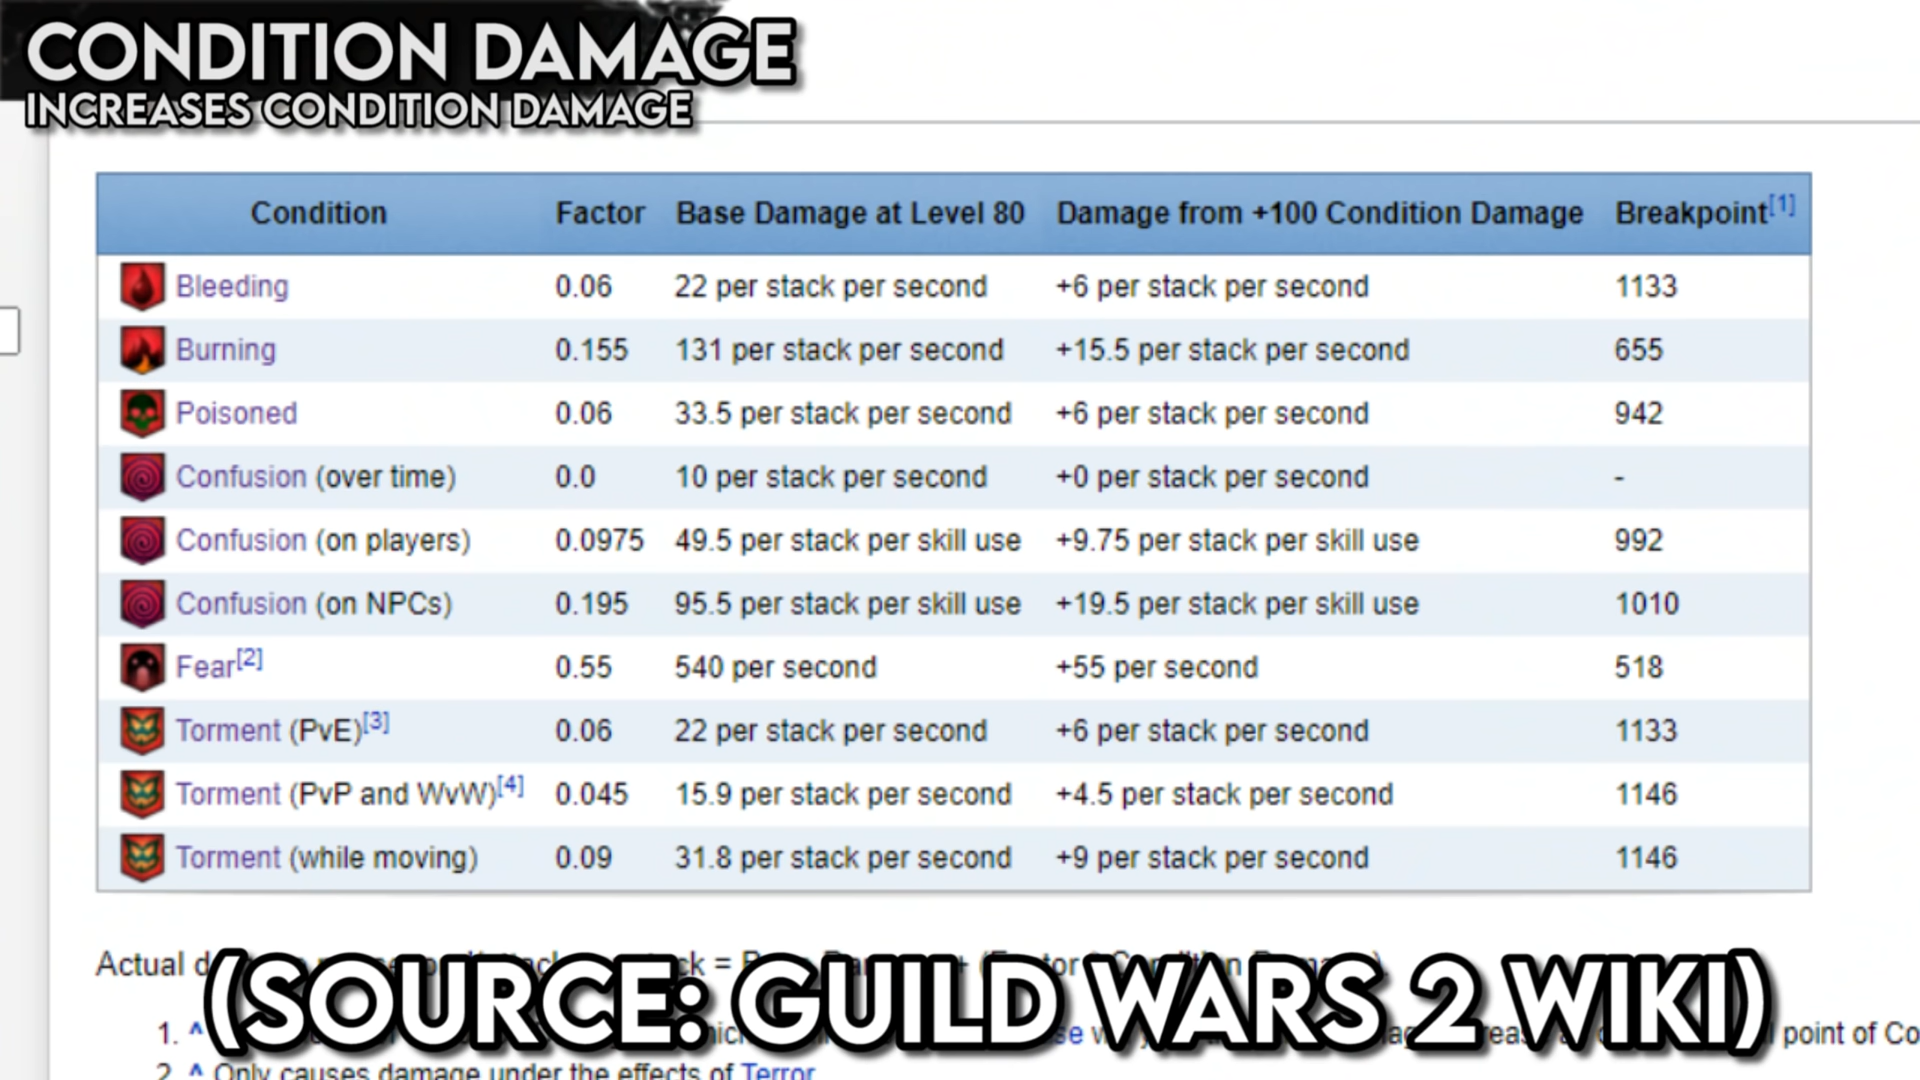 CONDITION DAMAGE
INCREASES CONDITION DAMAGE
Condition Factor Base Damage at Level 80 Damage from +100 Condition Damage Breakpoint[1]
Bleeding 0.06 22 per stack per second +6 per stack per second 1133
Burning 0.155 131 per stack per second +15.5 per stack per second 655
Poisoned 0.06 33.5 per stack per second +6 per stack per second 942
Confusion (over time) 0.0 10 per stack per second +0 per stack per second -
Confusion (on players) 0.0975 49.5 per stack per skill use +9.75 per stack per skill use 992
Confusion (on NPCs) 0.195 95.5 per stack per skill use +19.5 per stack per skill use 1010
Fear[2] 0.55 540 per second +55 per second 518
Torment (PvE)[3] 0.06 22 per stack per second +6 per stack per second 1133
Torment (PvP and WvW)[4] 0.045 15.9 per stack per second +4.5 per stack per second 1146
Torment (while moving) 0.09 31.8 per stack per second +9 per stack per second 1146
Actual =
(SOURCE: GUILD WARS 2 WIKI)
1. ^ point of
2. ^ Only causes damage under the effects of Terror